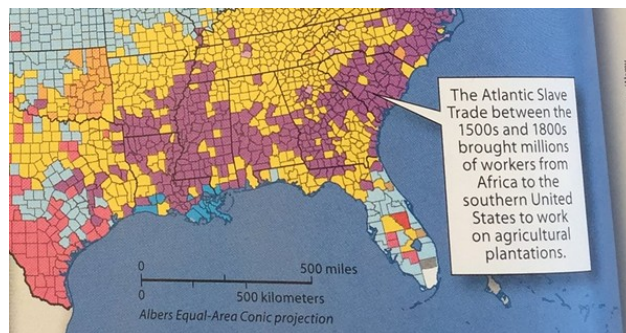 The Atlantic Slave
Trade between the
1500s and 1800s
brought millions
of workers from
Africa to the
southern United
States to work
on agricultural
plantations.
0 500 miles
0 500 kilometers
Albers Equal-Area Conic projection